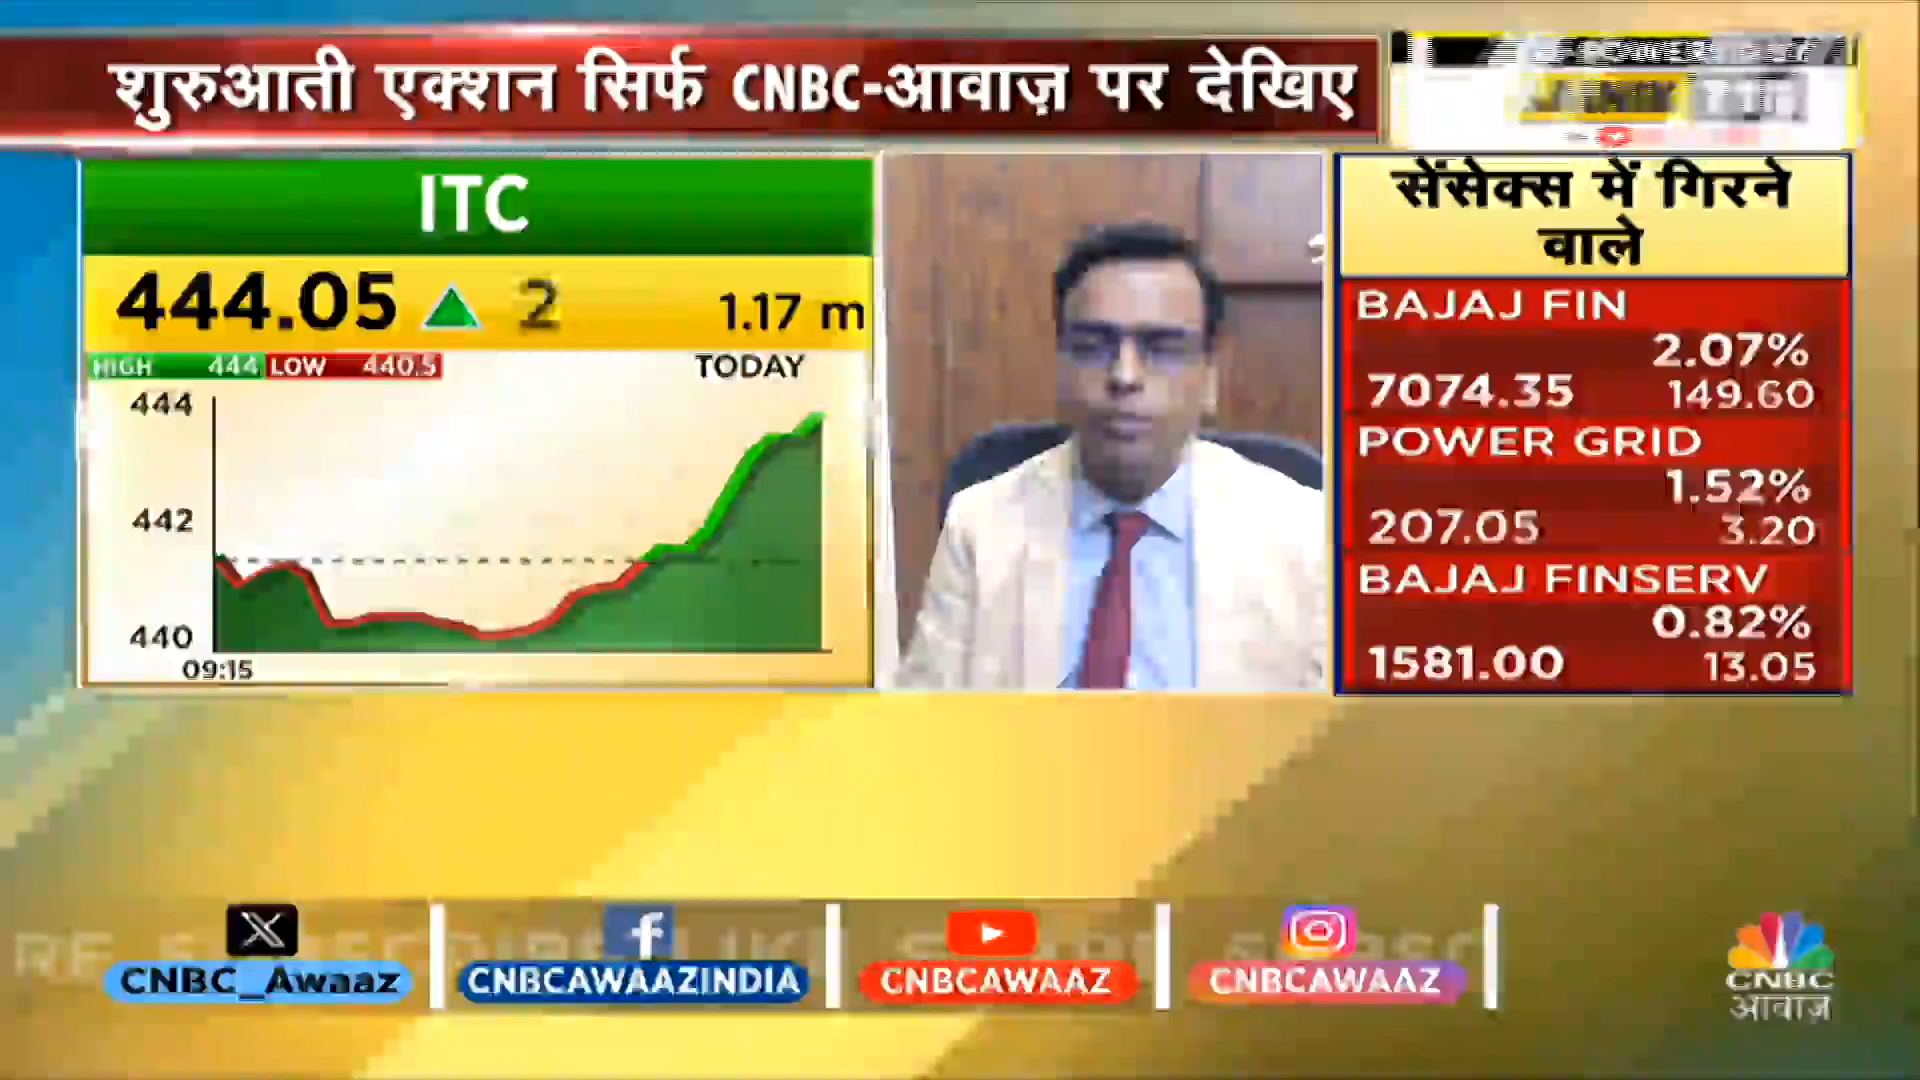 शुरुआती एक्शन सिर्फ CNBC-आवाज़ पर देखिए
ITC
444.05 ▲ 2 1.17 m
HIGH 444 LOW 440.5 TODAY
444
442
440
09:15
सेंसेक्स में गिरने
वाले
BAJAJ FIN
2.07%
7074.35 149.60
POWER GRID
1.52%
207.05 3.20
BAJAJ FINSERV
0.82%
1581.00 13.05
CNBC_Awaaz
CNBCAWAAZINDIA
CNBCAWAAZ
CNBCAWAAZ
CNBC
आवाज़